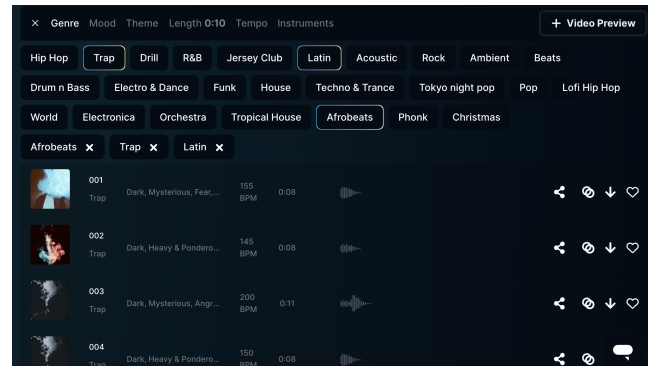 × Genre Mood Theme Length 0:10 Tempo Instruments + Video Preview
Hip Hop Trap Drill R&B Jersey Club Latin Acoustic Rock Ambient Beats
Drum n Bass Electro & Dance Funk House Techno & Trance Tokyo night pop Pop Lofi Hip Hop
World Electronica Orchestra Tropical House Afrobeats Phonk Christmas
Afrobeats × Trap × Latin ×
001
Trap
Dark, Mysterious, Fear,...
155
BPM
0:08
002
Trap
Dark, Heavy & Pondero...
145
BPM
0:08
003
Trap
Dark, Mysterious, Angr...
200
BPM
0:11
004
Trap
Dark, Heavy & Pondero...
150
BPM
0:08